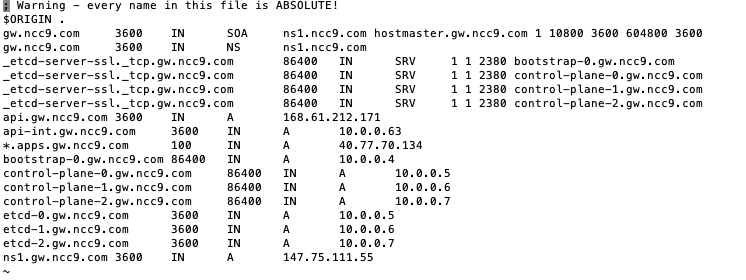 ; Warning - every name in this file is ABSOLUTE!
$ORIGIN .
gw.ncc9.com 3600 IN SOA ns1.ncc9.com hostmaster.gw.ncc9.com 1 10800 3600 604800 3600
gw.ncc9.com 3600 IN NS ns1.ncc9.com
_etcd-server-ssl._tcp.gw.ncc9.com 86400 IN SRV 1 1 2380 bootstrap-0.gw.ncc9.com
_etcd-server-ssl._tcp.gw.ncc9.com 86400 IN SRV 1 1 2380 control-plane-0.gw.ncc9.com
_etcd-server-ssl._tcp.gw.ncc9.com 86400 IN SRV 1 1 2380 control-plane-1.gw.ncc9.com
_etcd-server-ssl._tcp.gw.ncc9.com 86400 IN SRV 1 1 2380 control-plane-2.gw.ncc9.com
api.gw.ncc9.com 3600 IN A 168.61.212.171
api-int.gw.ncc9.com 3600 IN A 10.0.0.63
*.apps.gw.ncc9.com 100 IN A 40.77.70.134
bootstrap-0.gw.ncc9.com 86400 IN A 10.0.0.4
control-plane-0.gw.ncc9.com 86400 IN A 10.0.0.5
control-plane-1.gw.ncc9.com 86400 IN A 10.0.0.6
control-plane-2.gw.ncc9.com 86400 IN A 10.0.0.7
etcd-0.gw.ncc9.com 3600 IN A 10.0.0.5
etcd-1.gw.ncc9.com 3600 IN A 10.0.0.6
etcd-2.gw.ncc9.com 3600 IN A 10.0.0.7
ns1.gw.ncc9.com 3600 IN A 147.75.111.55
~